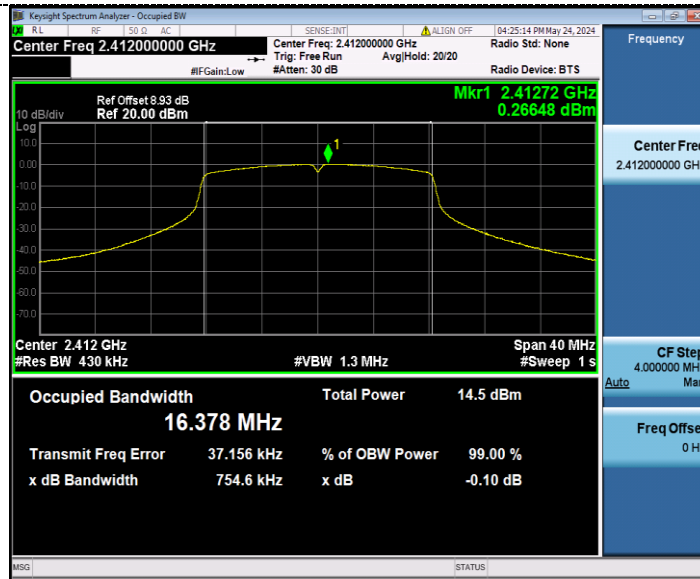 Keysight Spectrum Analyzer - Occupied BW
RL RF 50 Ω AC SENSE:INT ALIGN OFF 04:25:14 PM May 24, 2024
Center Freq 2.412000000 GHz
Center Freq: 2.412000000 GHz
Radio Std: None
Trig: Free Run Avg|Hold: 20/20
#IFGain:Low
#Atten: 30 dB
Radio Device: BTS
Frequency
Ref Offset 8.93 dB
Mkr1 2.41272 GHz
10 dB/div Ref 20.00 dBm
0.26648 dBm
Log
10.0
0.00
-10.0
-20.0
-30.0
-40.0
-50.0
-60.0
-70.0
1
Center 2.412 GHz
Span 40 MHz
#Res BW 430 kHz
#VBW 1.3 MHz
#Sweep 1 s
Occupied Bandwidth
Total Power 14.5 dBm
16.378 MHz
Transmit Freq Error 37.156 kHz % of OBW Power 99.00 %
x dB Bandwidth 754.6 kHz x dB -0.10 dB
Center Freq
2.412000000 GH
CF Step
4.000000 MH
Auto Man
Freq Offse
0 H
MSG
STATUS